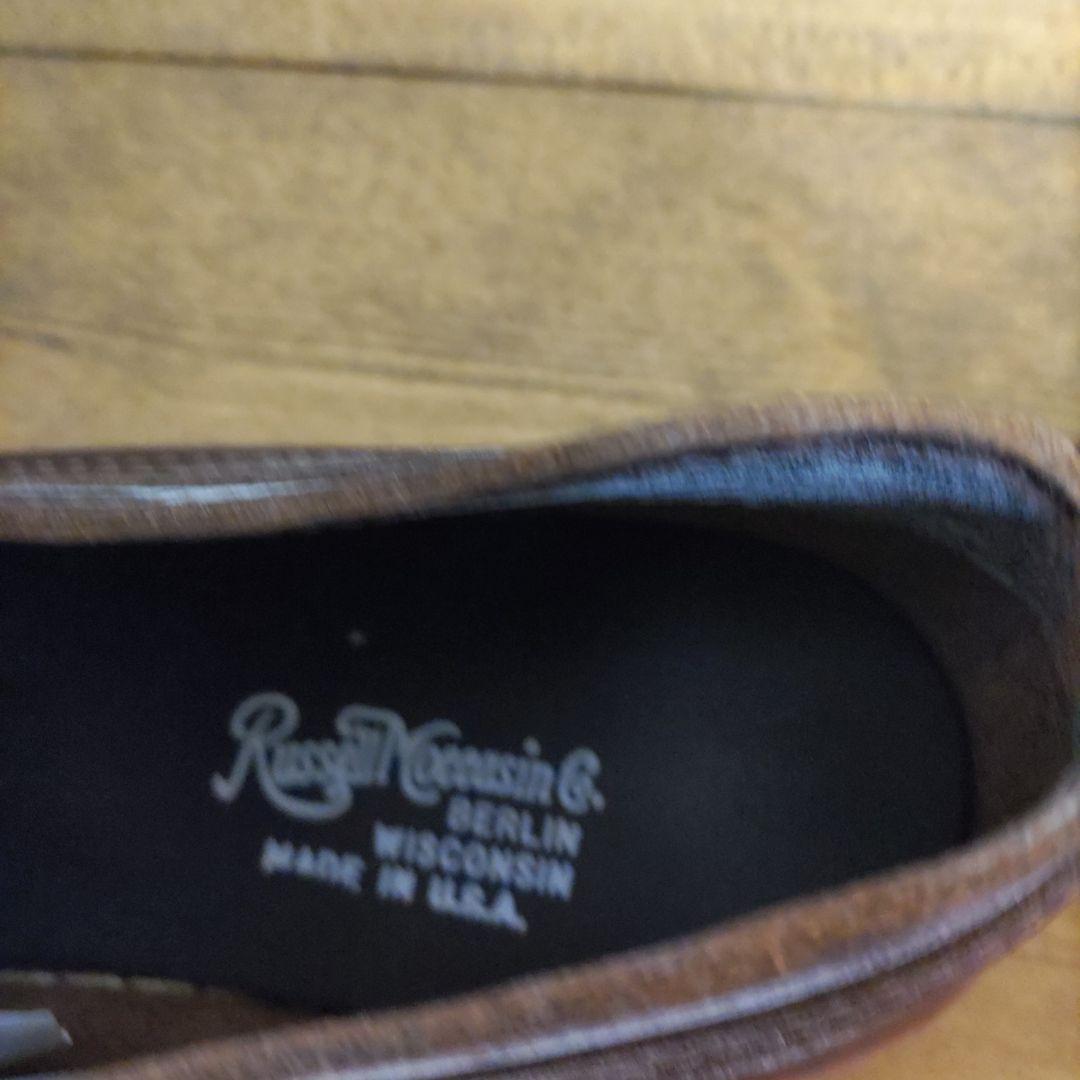 Russell Moccasin Co.
BERLIN
WISCONSIN
MADE IN U.S.A.